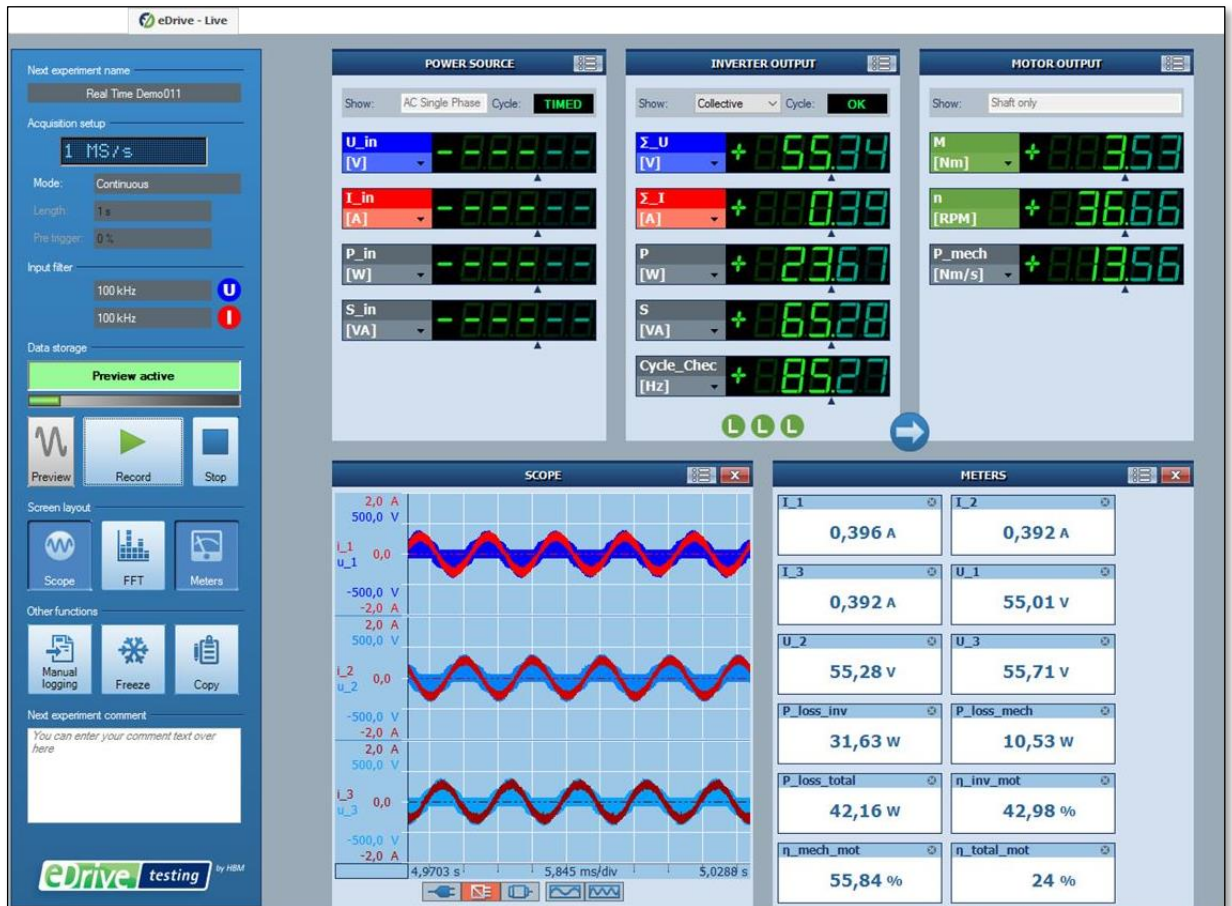 eDrive - Live
Next experiment name
Real Time Demo011
Acquisition setup
1 MS/s
Mode: Continuous
Length: 1 s
Pre trigger: 0 %
Input filter
100 kHz U
100 kHz I
Data storage
Preview active
Preview Record Stop
Screen layout
Scope FFT Meters
Other functions
Manual
logging Freeze Copy
Next experiment comment
You can enter your comment text over
here
eDrive testing by HBM
POWER SOURCE
Show: AC Single Phase Cycle: TIMED
U_in
[V] ------
I_in
[A] ------
P_in
[W] ------
S_in
[VA] ------
INVERTER OUTPUT
Show: Collective Cycle: OK
Σ_U
[V] + 55.34
Σ_I
[A] + 0.39
P
[W] + 23.67
S
[VA] + 65.28
Cycle_Chec
[Hz] + 85.27
L L L
MOTOR OUTPUT
Show: Shaft only
M
[Nm] + 3.53
n
[RPM] + 36.66
P_mech
[Nm/s] + 13.56
SCOPE X
2,0 A
500,0 V
i_1 0,0
u_1
-500,0 V
-2,0 A
2,0 A
500,0 V
i_2 0,0
u_2
-500,0 V
-2,0 A
2,0 A
500,0 V
i_3 0,0
u_3
-500,0 V
-2,0 A
4,9703 s 5,845 ms/div 5,0288 s
METERS X
I_1 I_2
0,396 A 0,392 A
I_3 U_1
0,392 A 55,01 V
U_2 U_3
55,28 V 55,71 V
P_loss_inv P_loss_mech
31,63 W 10,53 W
P_loss_total η_inv_mot
42,16 W 42,98 %
η_mech_mot η_total_mot
55,84 % 24 %